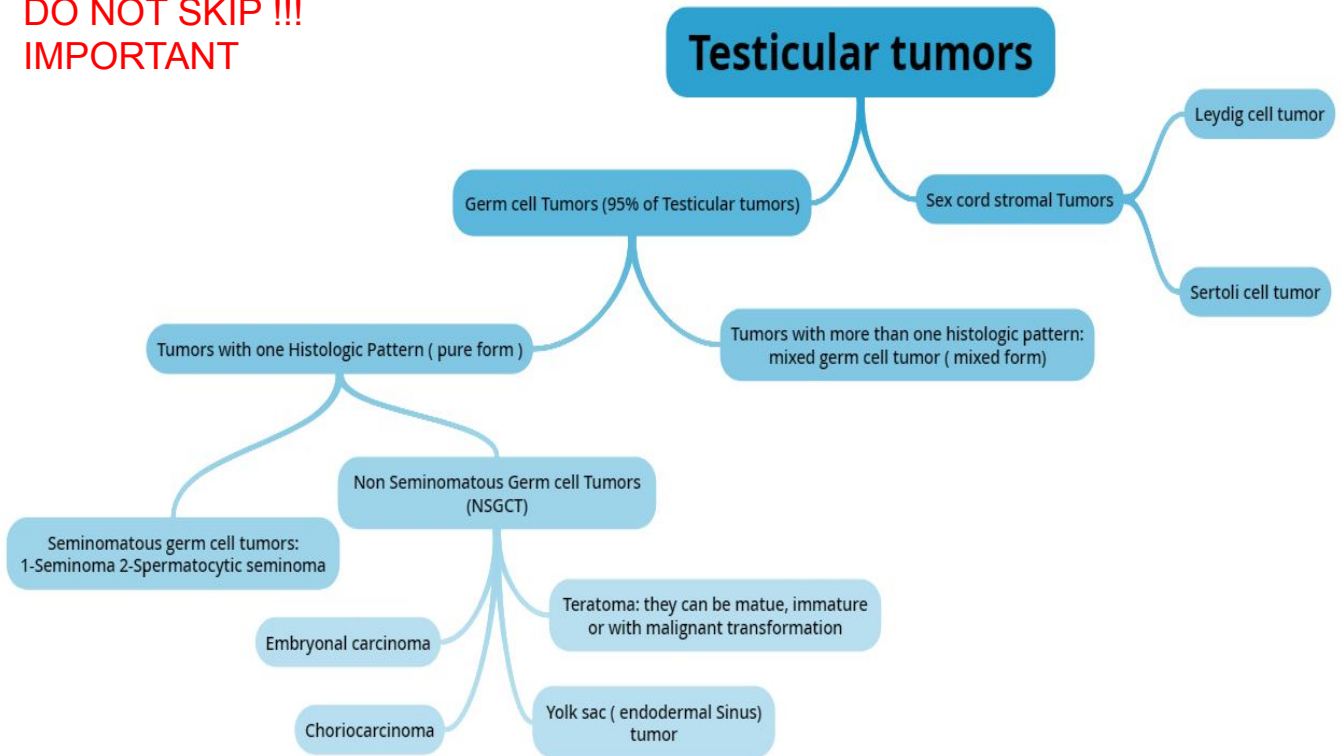 DO NOT SKIP !!!
IMPORTANT
Testicular tumors
Leydig cell tumor
Germ cell Tumors (95% of Testicular tumors)
Sex cord stromal Tumors
Sertoli cell tumor
Tumors with one Histologic Pattern ( pure form )
Tumors with more than one histologic pattern:
mixed germ cell tumor ( mixed form)
Non Seminomatous Germ cell Tumors
(NSGCT)
Seminomatous germ cell tumors:
1-Seminoma 2-Spermatocytic seminoma
Teratoma: they can be matue, immature
or with malignant transformation
Embryonal carcinoma
Yolk sac ( endodermal Sinus)
tumor
Choriocarcinoma